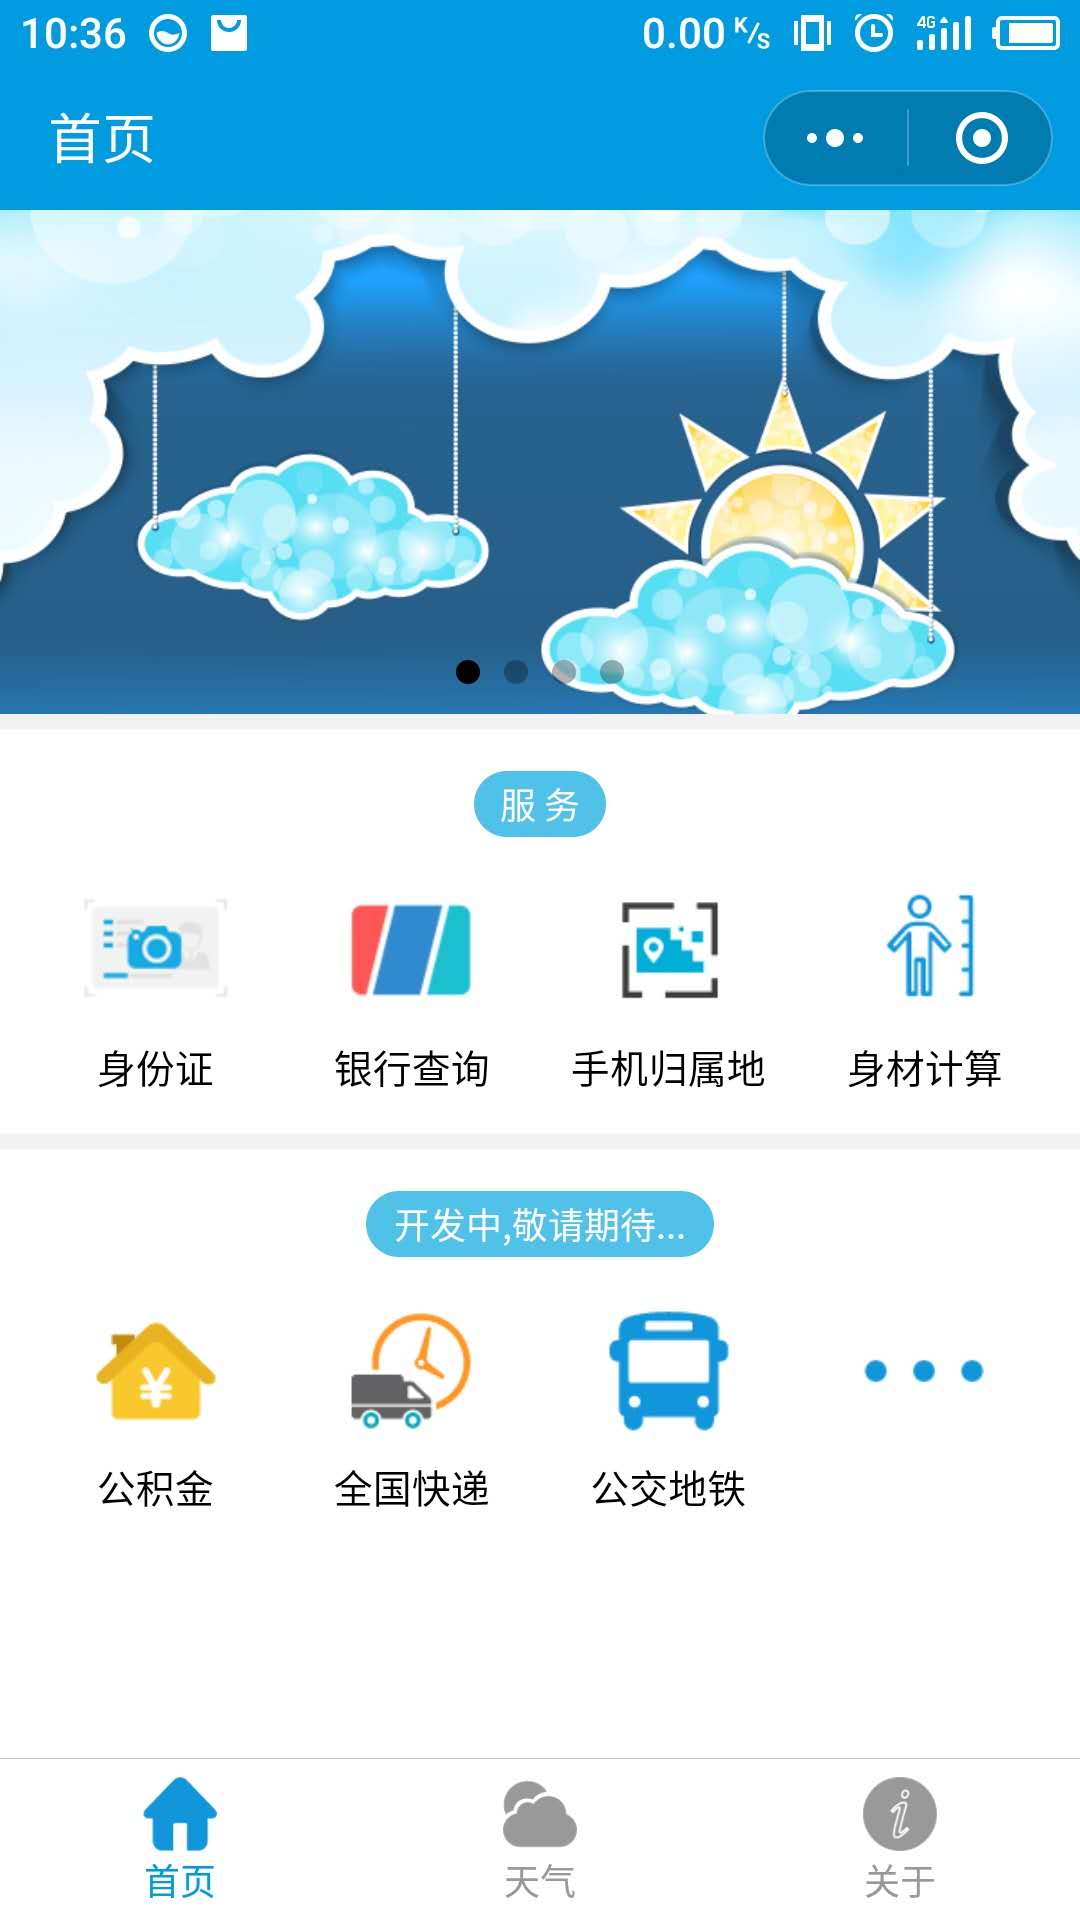 10:36 0.00 K/S 4G
首页
服 务
身份证 银行查询 手机归属地 身材计算
开发中,敬请期待...
公积金 全国快递 公交地铁
首页 天气 关于